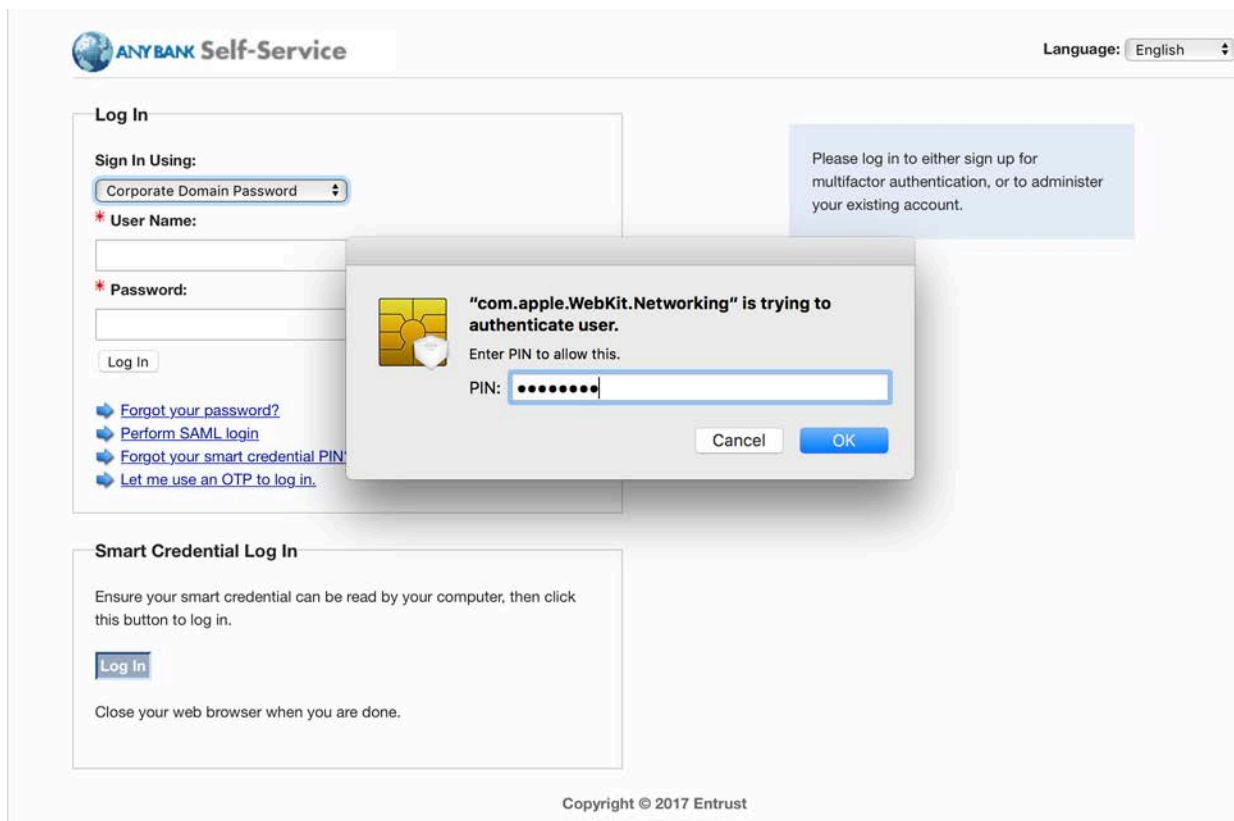 ANYBANK Self-Service
Language: English
Log In
Sign In Using:
Corporate Domain Password
* User Name:
* Password:
Log In
Forgot your password?
Perform SAML login
Forgot your smart credential PIN
Let me use an OTP to log in.
Please log in to either sign up for
multifactor authentication, or to administer
your existing account.
“com.apple.WebKit.Networking” is trying to
authenticate user.
Enter PIN to allow this.
PIN: ••••••••
Cancel OK
Smart Credential Log In
Ensure your smart credential can be read by your computer, then click
this button to log in.
Log In
Close your web browser when you are done.
Copyright © 2017 Entrust